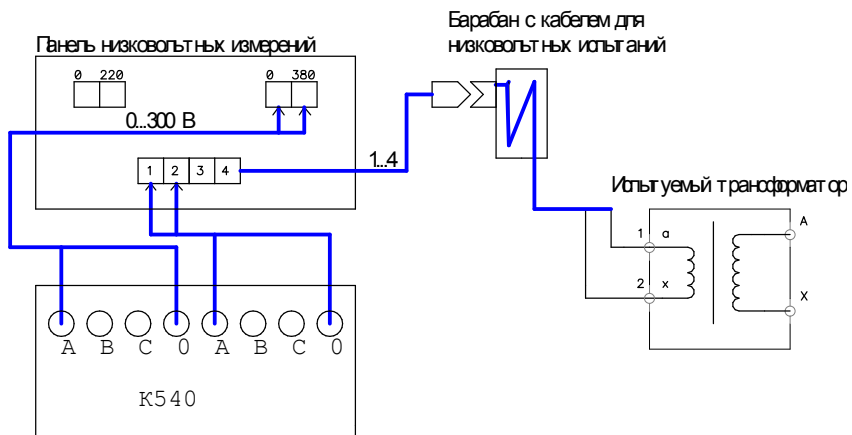 Барабан с кабелем для
низковольтных испытаний
Панель низковольтных измерений
0 220
0 380
0...300 В
1 2 3 4
1...4
Испытуемый трансформатор
1 a
2 x
A
X
A B C 0 A B C 0
К540